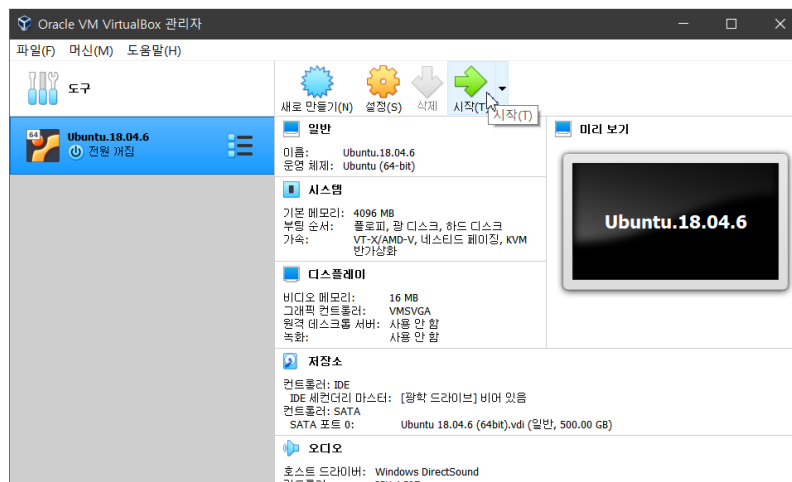 Oracle VM VirtualBox 관리자
파일(F) 머신(M) 도움말(H)
도구
새로 만들기(N) 설정(S) 삭제 시작(T)
시작(T)
64
Ubuntu.18.04.6
전원 꺼짐
일반
이름: Ubuntu.18.04.6
운영 체제: Ubuntu (64-bit)
시스템
기본 메모리: 4096 MB
부팅 순서: 플로피, 광 디스크, 하드 디스크
가속: VT-X/AMD-V, 네스티드 페이징, KVM
반가상화
디스플레이
비디오 메모리: 16 MB
그래픽 컨트롤러: VMSVGA
원격 데스크톱 서버: 사용 안 함
녹화: 사용 안 함
미리 보기
Ubuntu.18.04.6
저장소
컨트롤러: IDE
IDE 세컨더리 마스터: [광학 드라이브] 비어 있음
컨트롤러: SATA
SATA 포트 0: Ubuntu 18.04.6 (64bit).vdi (일반, 500.00 GB)
오디오
호스트 드라이버: Windows DirectSound